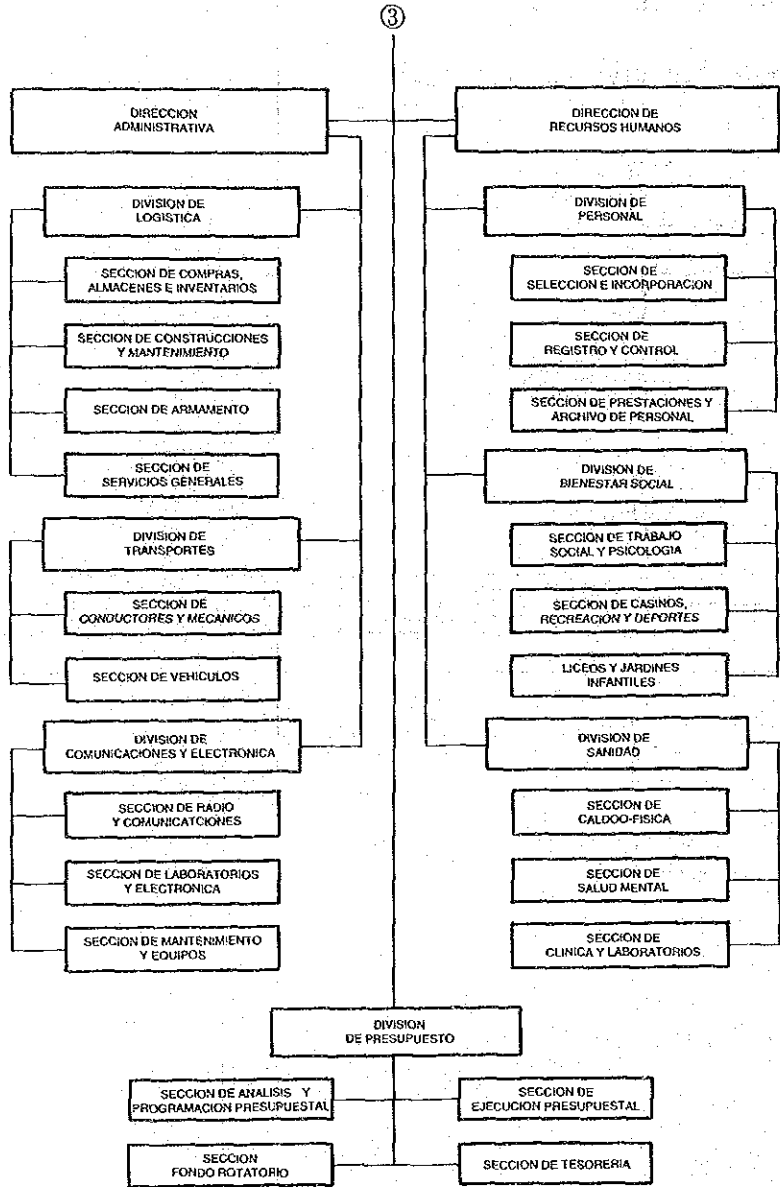 ③
DIRECCION
ADMINISTRATIVA
DIVISION DE
LOGISTICA
SECCION DE COMPRAS,
ALMACENES E INVENTARIOS
SECCION DE CONSTRUCCIONES
Y MANTENIMIENTO
SECCION DE ARMAMENTO
SECCION DE
SERVICIOS GENERALES
DIVISION DE
TRANSPORTES
SECCION DE
CONDUCTORES Y MECANICOS
SECCION DE VEHICULOS
DIVISION DE
COMUNICACIONES Y ELECTRONICA
SECCION DE RADIO
Y COMUNICATCIONES
SECCION DE LABORATORIOS
Y ELECTRONICA
SECCION DE MANTENIMIENTO
Y EQUIPOS
DIRECCION DE
RECURSOS HUMANOS
DIVISION DE
PERSONAL
SECCION DE
SELECCION E INCORPORACION
SECCION DE
REGISTRO Y CONTROL
SECCION DE PRESTACIONES Y
ARCHIVO DE PERSONAL
DIVISION DE
BIENESTAR SOCIAL
SECCION DE TRABAJO
SOCIAL Y PSICOLOGIA
SECCION DE CASINOS,
RECREACION Y DEPORTES
LICEOS Y JARDINES
INFANTILES
DIVISION DE
SANIDAD
SECCION DE
CALDOO-FISICA
SECCION DE
SALUD MENTAL
SECCION DE
CLINICA Y LABORATORIOS
DIVISION
DE PRESUPUESTO
SECCION DE ANALISIS Y
PROGRAMACION PRESUPUESTAL
SECCION DE
EJECUCION PRESUPUESTAL
SECCION
FONDO ROTATORIO
SECCION DE TESORERIA